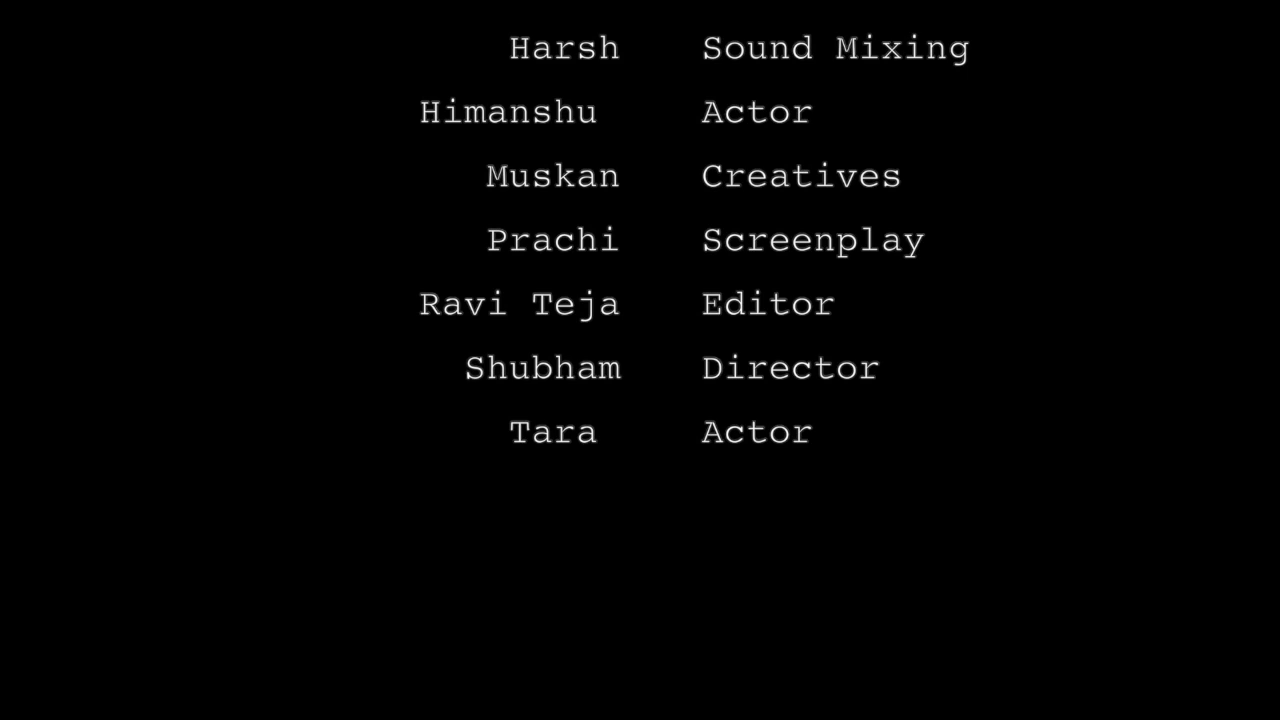 Harsh Sound Mixing
Himanshu Actor
Muskan Creatives
Prachi Screenplay
Ravi Teja Editor
Shubham Director
Tara Actor